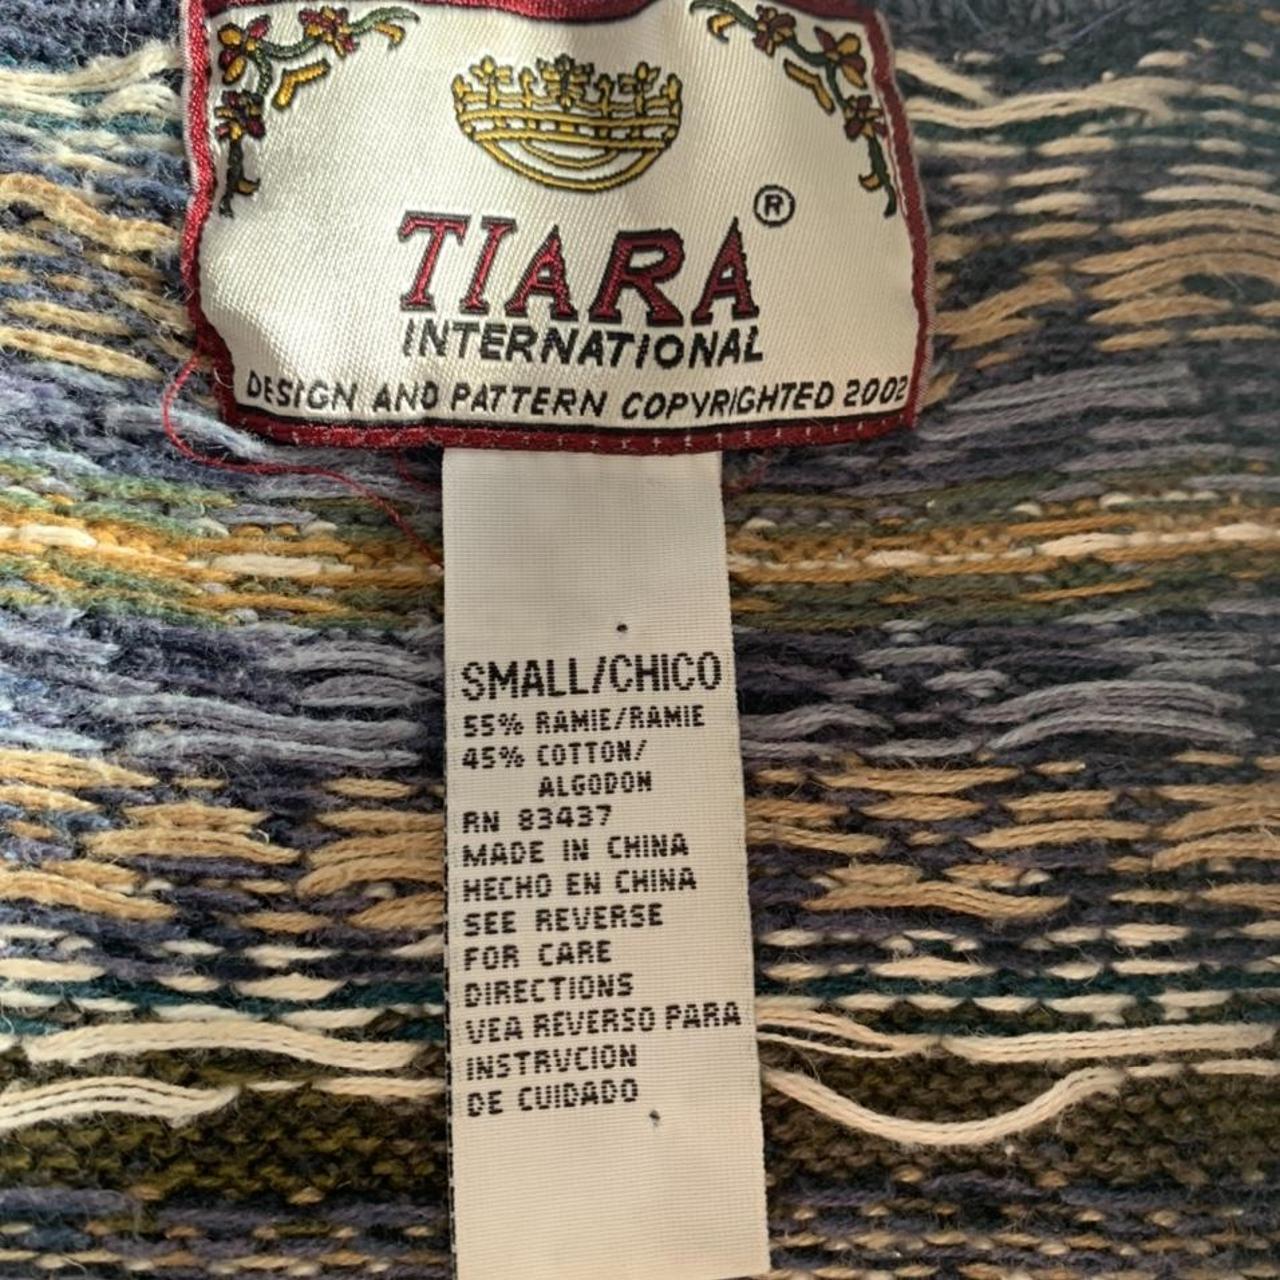 TIARA ®
INTERNATIONAL
DESIGN AND PATTERN COPYRIGHTED 2002
SMALL/CHICO
55% RAMIE/RAMIE
45% COTTON/
ALGODON
RN 83437
MADE IN CHINA
HECHO EN CHINA
SEE REVERSE
FOR CARE
DIRECTIONS
VEA REVERSO PARA
INSTRVCION
DE CUIDADO